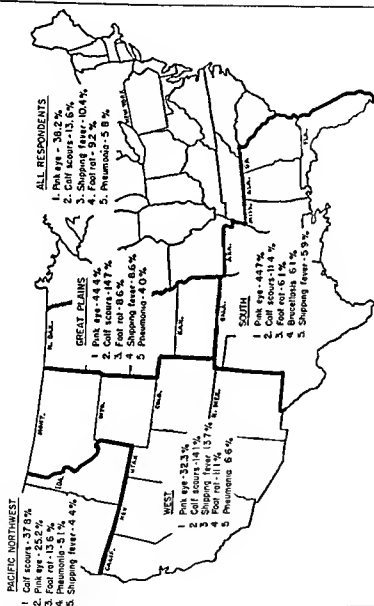 PACIFIC NORTHWEST
1 Calf scours - 37.8%
2. Pink eye - 25.2%
3. Foot rot - 13.6%
4. Pneumonia - 5.1%
5. Shipping fever - 4.4%
WEST
1 Pink eye - 32.3%
2 Calf scours - 14.1%
3 Shipping fever 13.7%
4 Foot rot - 11.1%
5 Pneumonia 6.6%
GREAT PLAINS
1 Pink eye - 44.4%
2 Calf scours - 14.7%
3. Foot rot - 8.6%
4 Shipping fever - 8.6%
5 Pneumonia - 4.0%
SOUTH
1 Pink eye - 44.7%
2 Calf scours - 11.4%
3. Foot rot - 6.7%
4 Brucellosis 6.1%
5 Shipping fever - 5.9%
ALL RESPONDENTS
1. Pink eye - 38.2%
2. Calf scours - 13.6%
3. Shipping fever - 10.4%
4. Foot rot - 9.2%
5. Pneumonia - 5.8%
MONT.
IDA.
WYO.
NEV
UTAH
CALIF.
COLO.
N. MEX.
N. DAK.
KAN.
OKLA.
ARK.
MISS.
ALA.
GA.
FLA.
NEW YORK